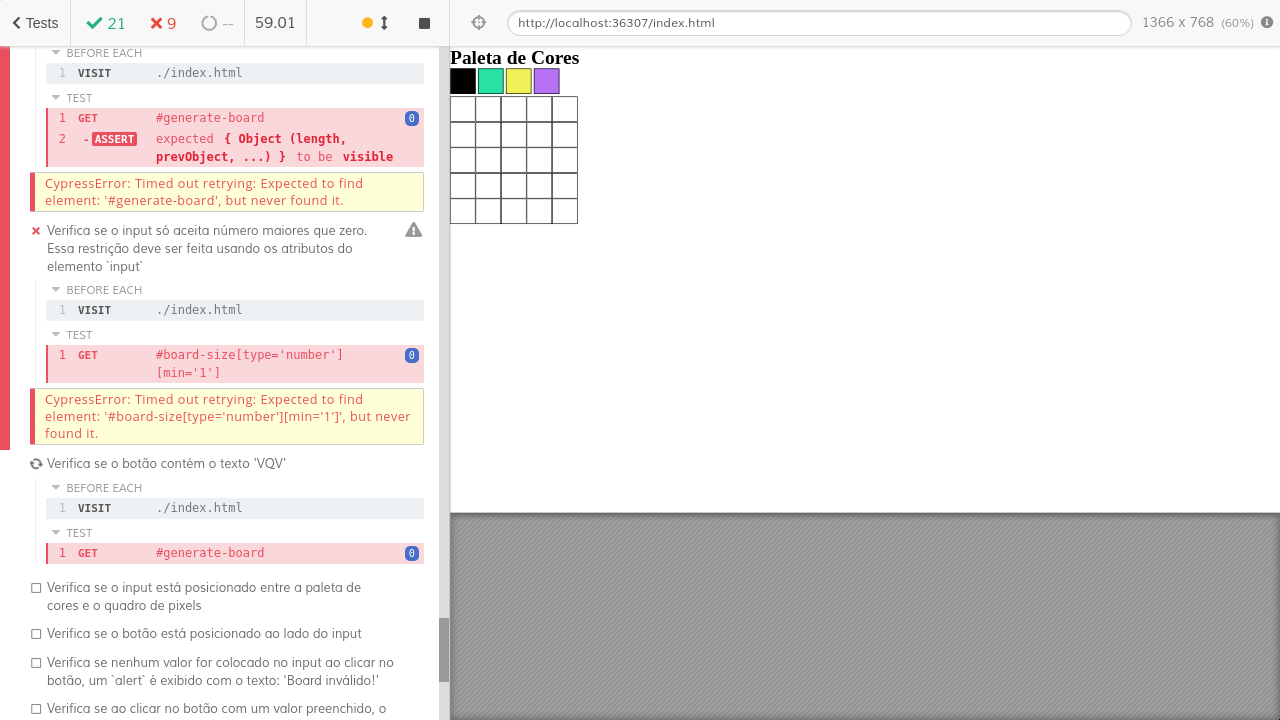 Tests
21
9
--
59.01
http://localhost:36307/index.html
1366 x 768 (60%)
BEFORE EACH
1 VISIT ./index.html
TEST
1 GET #generate-board 0
2 - ASSERT expected { Object (length,
prevObject, ...) } to be visible
CypressError: Timed out retrying: Expected to find
element: '#generate-board', but never found it.
Verifica se o input só aceita número maiores que zero.
Essa restrição deve ser feita usando os atributos do
elemento `input`
BEFORE EACH
1 VISIT ./index.html
TEST
1 GET #board-size[type='number'] 0
[min='1']
CypressError: Timed out retrying: Expected to find
element: '#board-size[type='number'][min='1']', but never
found it.
Verifica se o botão contém o texto 'VQV'
BEFORE EACH
1 VISIT ./index.html
TEST
1 GET #generate-board 0
Verifica se o input está posicionado entre a paleta de
cores e o quadro de pixels
Verifica se o botão está posicionado ao lado do input
Verifica se nenhum valor for colocado no input ao clicar no
botão, um `alert` é exibido com o texto: 'Board inválido!'
Verifica se ao clicar no botão com um valor preenchido, o
Paleta de Cores